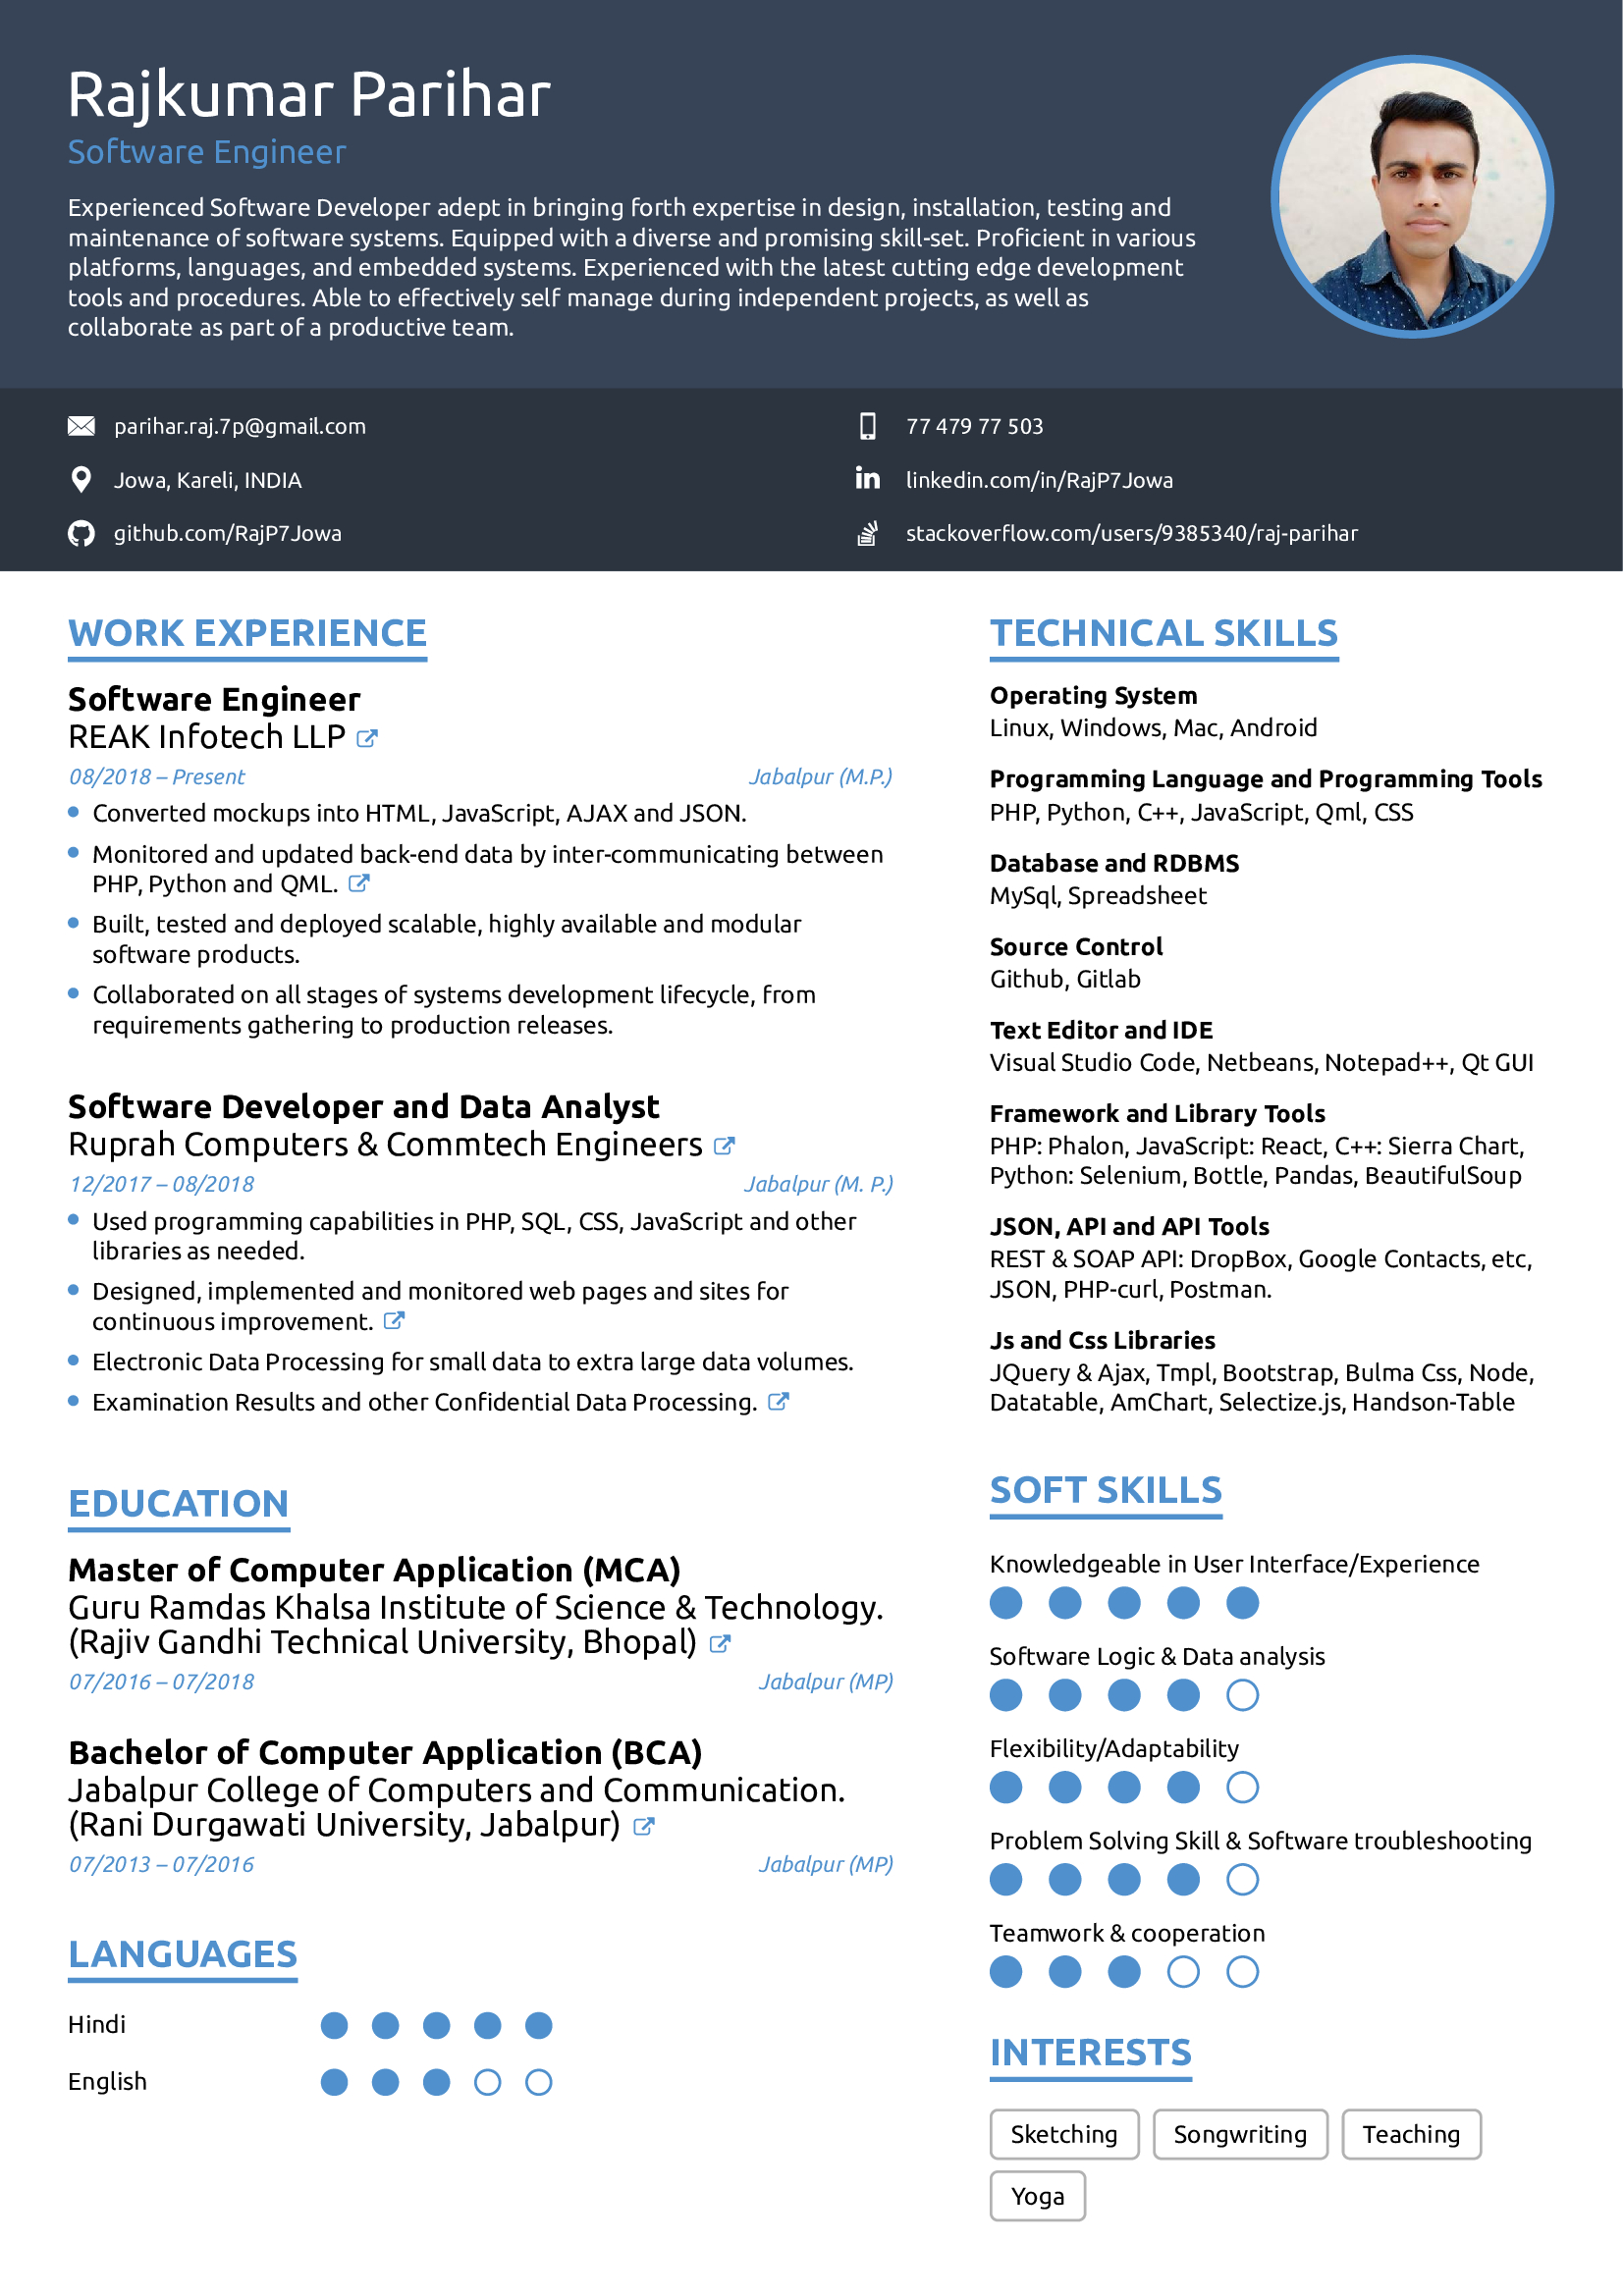 Rajkumar Parihar
Software Engineer
Experienced Software Developer adept in bringing forth expertise in design, installation, testing and
maintenance of software systems. Equipped with a diverse and promising skill-set. Proficient in various
platforms, languages, and embedded systems. Experienced with the latest cutting edge development
tools and procedures. Able to effectively self manage during independent projects, as well as
collaborate as part of a productive team.
parihar.raj.7p@gmail.com
77 479 77 503
Jowa, Kareli, INDIA
linkedin.com/in/RajP7Jowa
github.com/RajP7Jowa
stackoverflow.com/users/9385340/raj-parihar
WORK EXPERIENCE
Software Engineer
REAK Infotech LLP
08/2018 – Present
Jabalpur (M.P.)
Converted mockups into HTML, JavaScript, AJAX and JSON.
Monitored and updated back-end data by inter-communicating between
PHP, Python and QML.
Built, tested and deployed scalable, highly available and modular
software products.
Collaborated on all stages of systems development lifecycle, from
requirements gathering to production releases.
Software Developer and Data Analyst
Ruprah Computers & Commtech Engineers
12/2017 – 08/2018
Jabalpur (M. P.)
Used programming capabilities in PHP, SQL, CSS, JavaScript and other
libraries as needed.
Designed, implemented and monitored web pages and sites for
continuous improvement.
Electronic Data Processing for small data to extra large data volumes.
Examination Results and other Confidential Data Processing.
EDUCATION
Master of Computer Application (MCA)
Guru Ramdas Khalsa Institute of Science & Technology.
(Rajiv Gandhi Technical University, Bhopal)
07/2016 – 07/2018
Jabalpur (MP)
Bachelor of Computer Application (BCA)
Jabalpur College of Computers and Communication.
(Rani Durgawati University, Jabalpur)
07/2013 – 07/2016
Jabalpur (MP)
LANGUAGES
Hindi
English
TECHNICAL SKILLS
Operating System
Linux, Windows, Mac, Android
Programming Language and Programming Tools
PHP, Python, C++, JavaScript, Qml, CSS
Database and RDBMS
MySql, Spreadsheet
Source Control
Github, Gitlab
Text Editor and IDE
Visual Studio Code, Netbeans, Notepad++, Qt GUI
Framework and Library Tools
PHP: Phalon, JavaScript: React, C++: Sierra Chart,
Python: Selenium, Bottle, Pandas, BeautifulSoup
JSON, API and API Tools
REST & SOAP API: DropBox, Google Contacts, etc,
JSON, PHP-curl, Postman.
Js and Css Libraries
JQuery & Ajax, Tmpl, Bootstrap, Bulma Css, Node,
Datatable, AmChart, Selectize.js, Handson-Table
SOFT SKILLS
Knowledgeable in User Interface/Experience
Software Logic & Data analysis
Flexibility/Adaptability
Problem Solving Skill & Software troubleshooting
Teamwork & cooperation
INTERESTS
Sketching
Songwriting
Teaching
Yoga